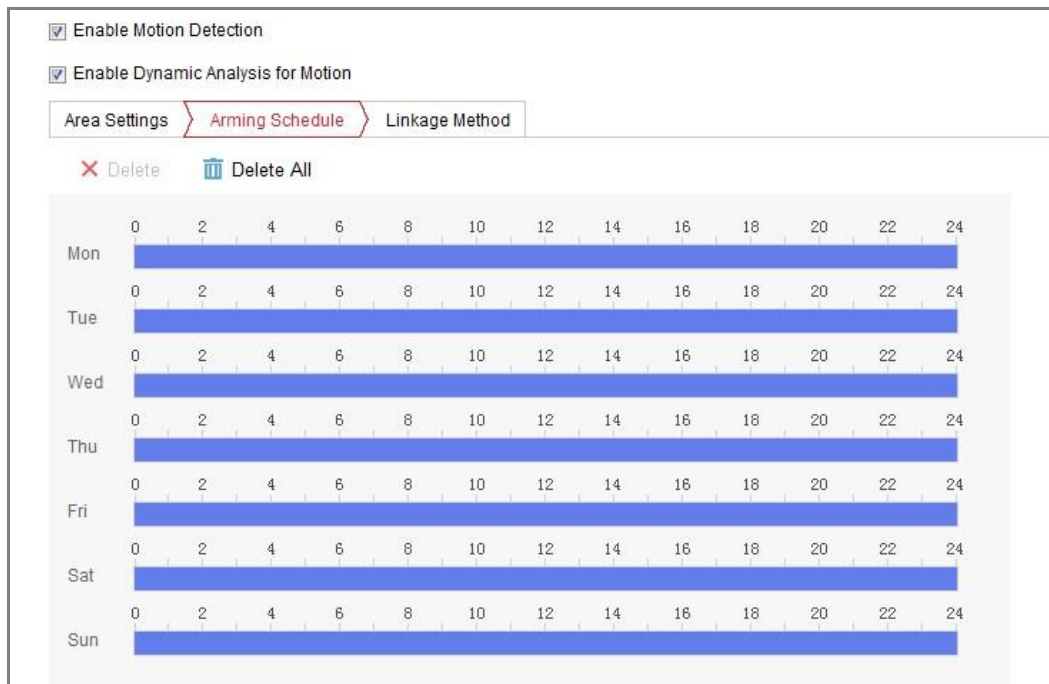 Enable Motion Detection
Enable Dynamic Analysis for Motion
Area Settings Arming Schedule Linkage Method
Delete Delete All
0 2 4 6 8 10 12 14 16 18 20 22 24
Mon
0 2 4 6 8 10 12 14 16 18 20 22 24
Tue
0 2 4 6 8 10 12 14 16 18 20 22 24
Wed
0 2 4 6 8 10 12 14 16 18 20 22 24
Thu
0 2 4 6 8 10 12 14 16 18 20 22 24
Fri
0 2 4 6 8 10 12 14 16 18 20 22 24
Sat
0 2 4 6 8 10 12 14 16 18 20 22 24
Sun